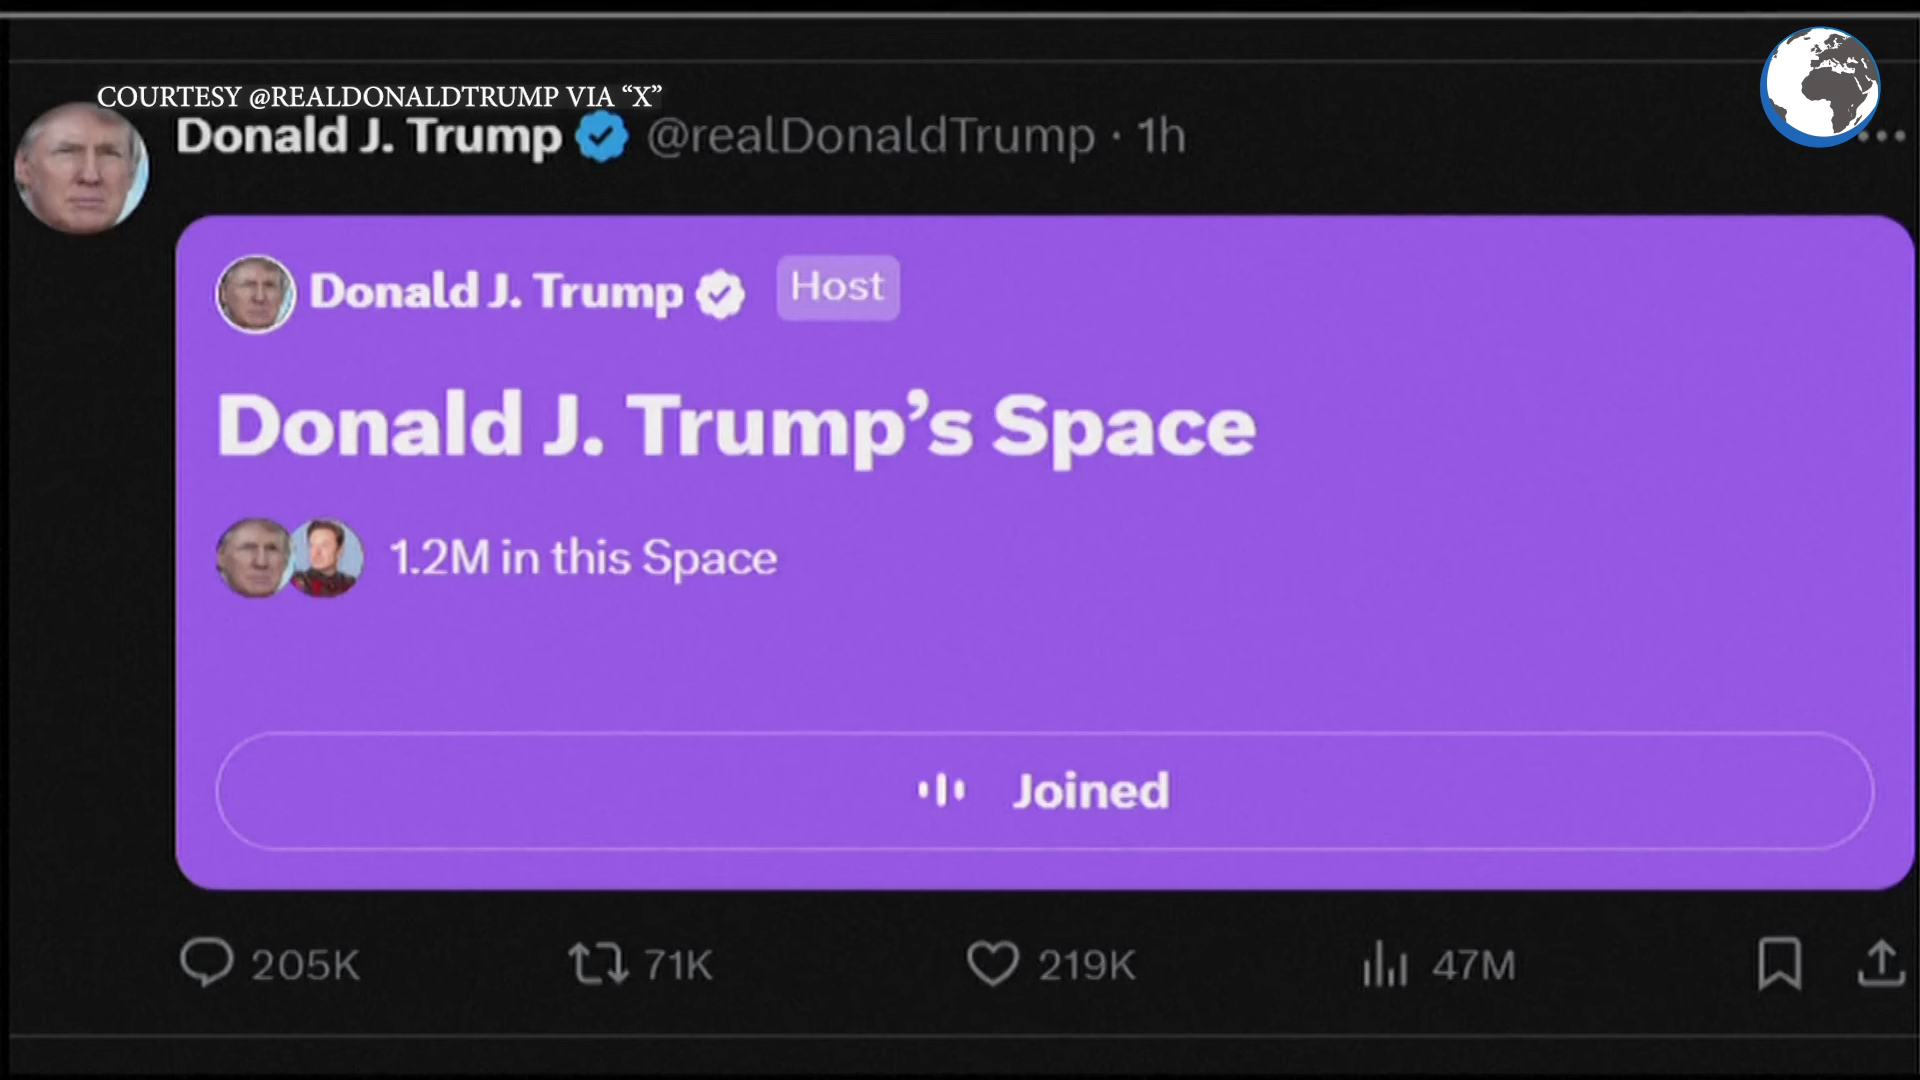 COURTESY @REALDONALDTRUMP VIA “X”
Donald J. Trump @realDonaldTrump · 1h
Donald J. Trump Host
Donald J. Trump’s Space
1.2M in this Space
Joined
205K 71K 219K 47M